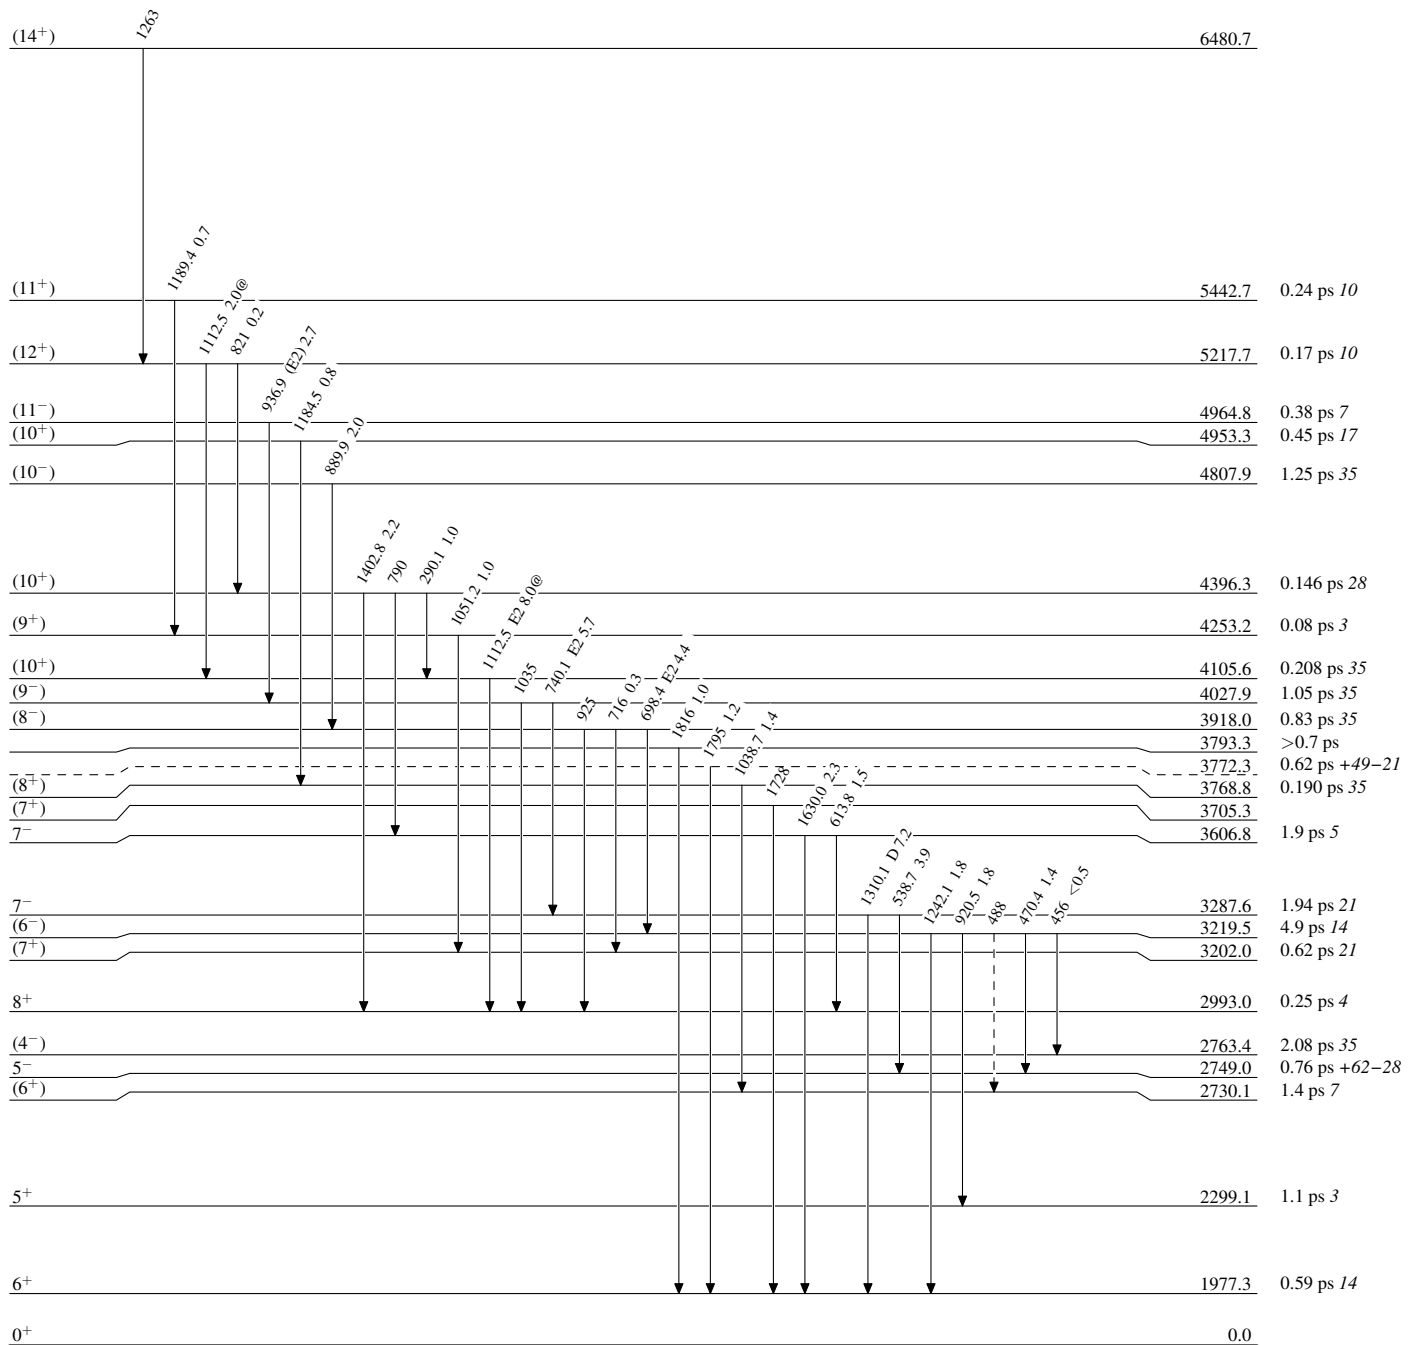 1263
(14⁺) 6480.7
1189.4 0.7
(11⁺) 5442.7 0.24 ps 10
1112.5 2.0@
821 0.2
(12⁺) 5217.7 0.17 ps 10
936.9 (E2) 2.7
(11⁻) 4964.8 0.38 ps 7
1184.5 0.8
(10⁺) 4953.3 0.45 ps 17
889.9 2.0
(10⁻) 4807.9 1.25 ps 35
1402.8 2.2
790
290.1 1.0
(10⁺) 4396.3 0.146 ps 28
1051.2 1.0
(9⁺) 4253.2 0.08 ps 3
1112.5 E2 8.0@
(10⁺) 4105.6 0.208 ps 35
1035
740.1 E2 5.7
(9⁻) 4027.9 1.05 ps 35
925
716 0.3
698.4 E2 4.4
(8⁻) 3918.0 0.83 ps 35
1816 1.0
3793.3 >0.7 ps
1795 1.2
3772.3 0.62 ps +49−21
1038.7 1.4
(8⁺) 3768.8 0.190 ps 35
1728
(7⁺) 3705.3
1630.0 2.3
613.8 1.5
7⁻ 3606.8 1.9 ps 5
1310.1 D 7.2
538.7 3.9
7⁻ 3287.6 1.94 ps 21
1242.1 1.8
920.5 1.8
488
470.4 1.4
456 <0.5
(6⁻) 3219.5 4.9 ps 14
(7⁺) 3202.0 0.62 ps 21
8⁺ 2993.0 0.25 ps 4
(4⁻) 2763.4 2.08 ps 35
5⁻ 2749.0 0.76 ps +62−28
(6⁺) 2730.1 1.4 ps 7
5⁺ 2299.1 1.1 ps 3
6⁺ 1977.3 0.59 ps 14
0⁺ 0.0